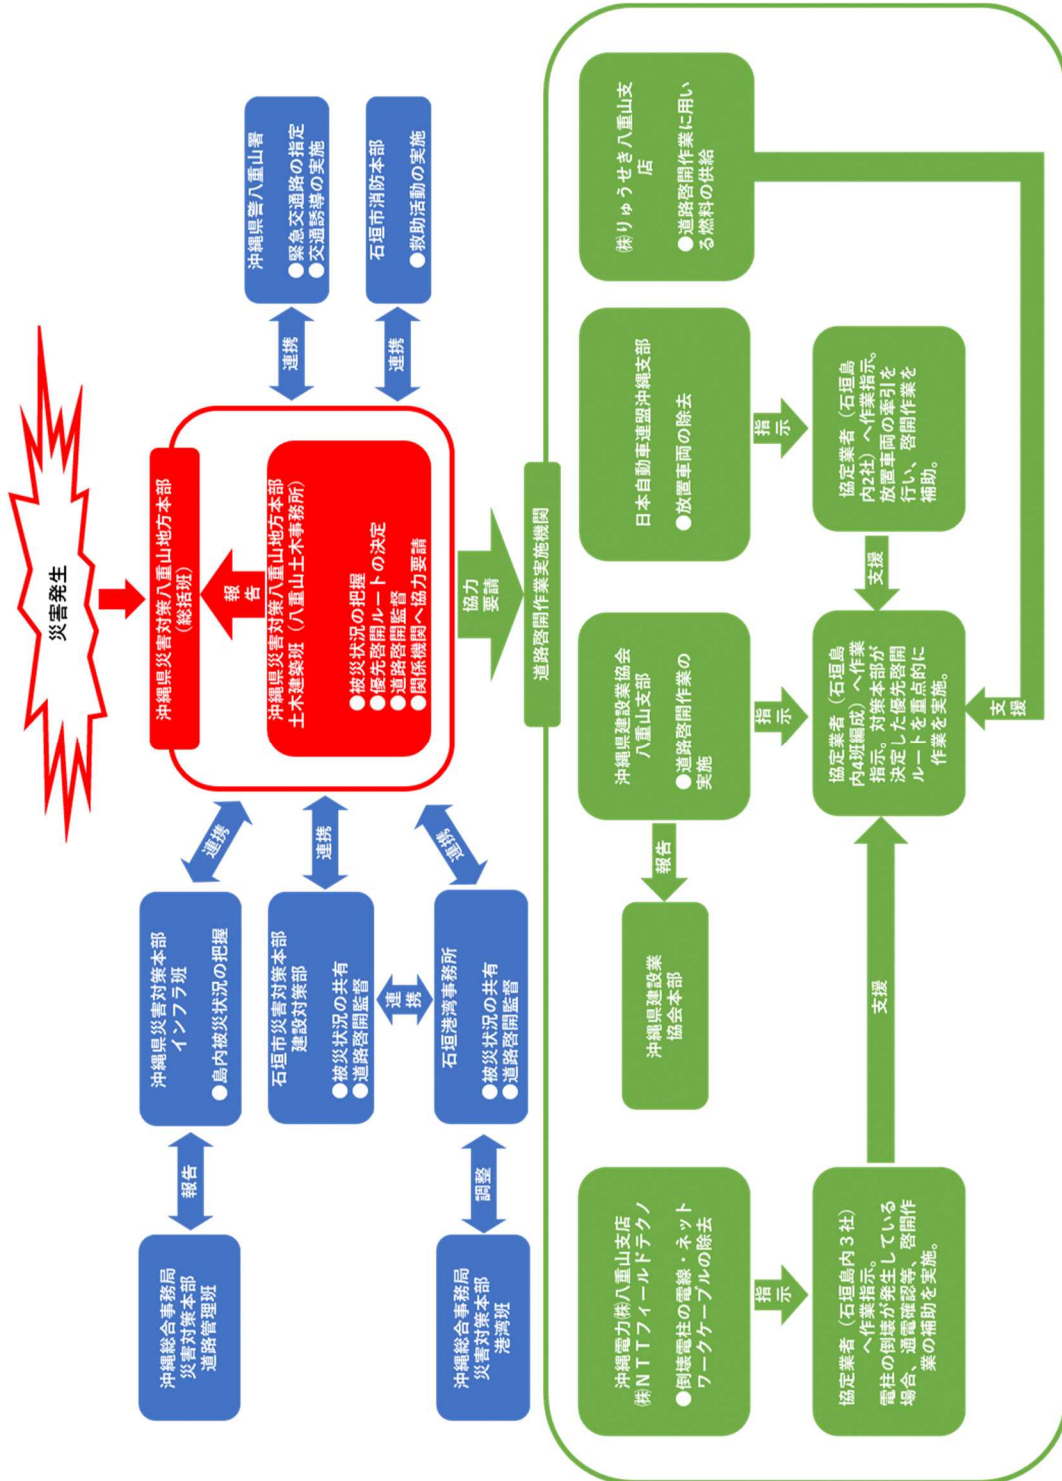 災害発生
沖縄県災害対策八重山地方本部
(総括班)
報告
沖縄県災害対策八重山地方本部
土木建築班（八重山土木事務所）
●被災状況の把握
●優先啓開ルートの決定
●道路啓開監督
●関係機関へ協力要請
沖縄総合事務局
災害対策本部
道路管理班
報告
沖縄県災害対策本部
インフラ班
●島内被災状況の把握
連携
石垣市災害対策本部
建設対策部
●被災状況の共有
●道路啓開監督
連携
連携
沖縄総合事務局
災害対策本部
港湾班
調整
石垣港湾事務所
●被災状況の共有
●道路啓開監督
連携
連携
沖縄県警八重山署
●緊急交通路の指定
●交通誘導の実施
連携
石垣市消防本部
●救助活動の実施
協力
要請
道路啓開作業実施機関
沖縄電力㈱八重山支店
㈱ＮＴＴフィールドテクノ
●倒壊電柱の電線・ネット
ワークケーブルの除去
指示
協定業者（石垣島内３社）
へ作業指示。
電柱の倒壊が発生している
場合、通電確認等、啓開作
業の補助を実施。
支援
沖縄県建設業
協会本部
報告
沖縄県建設業協会
八重山支部
●道路啓開作業の
実施
指示
協定業者（石垣島
内4班編成）へ作業
指示。対策本部が
決定した優先啓開
ルートを重点的に
作業を実施。
日本自動車連盟沖縄支部
●放置車両の除去
指示
協定業者（石垣島
内2社）へ作業指示。
放置車両の牽引を
行い、啓開作業を
補助。
支援
㈱りゅうせき八重山支
店
●道路啓開作業に用い
る燃料の供給
支
援